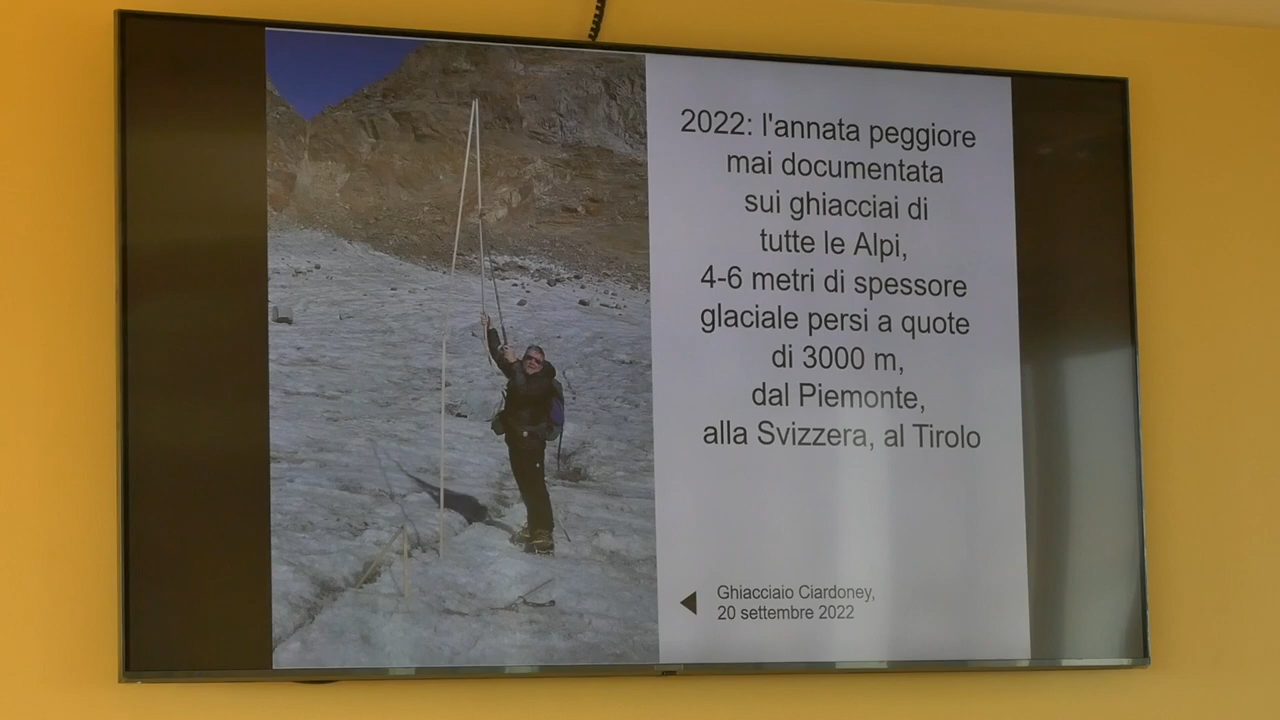 2022: l'annata peggiore
mai documentata
sui ghiacciai di
tutte le Alpi,
4-6 metri di spessore
glaciale persi a quote
di 3000 m,
dal Piemonte,
alla Svizzera, al Tirolo
Ghiacciaio Ciardoney,
20 settembre 2022